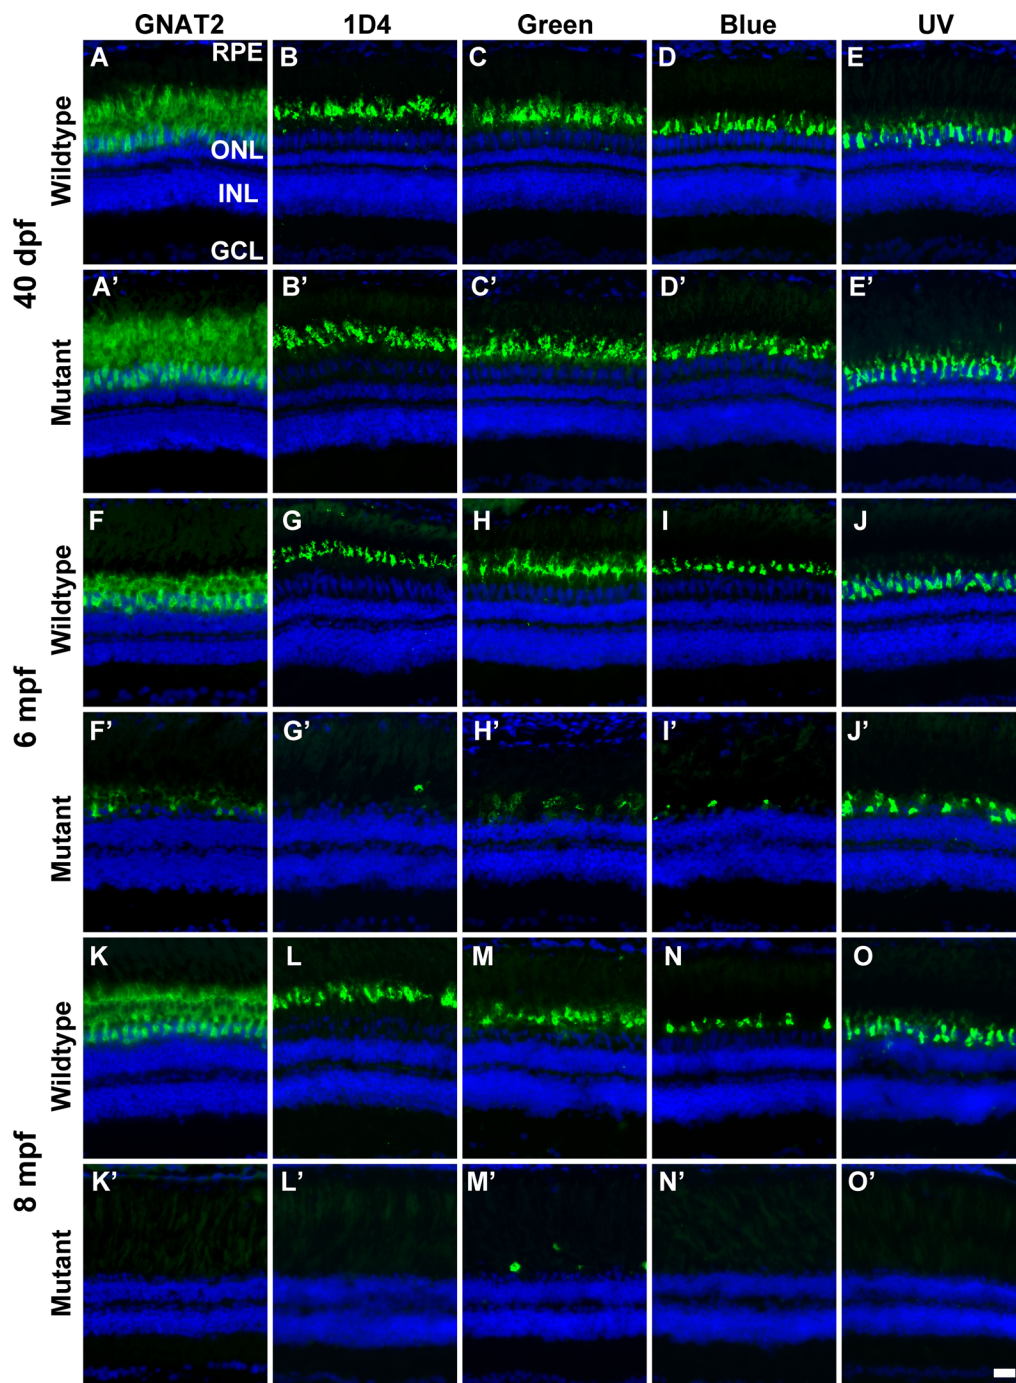 GNAT2 1D4 Green Blue UV
40 dpf
Wildtype
A RPE B C D E
ONL
INL
GCL
Mutant
A’ B’ C’ D’ E’
6 mpf
Wildtype
F G H I J
Mutant
F’ G’ H’ I’ J’
8 mpf
Wildtype
K L M N O
Mutant
K’ L’ M’ N’ O’